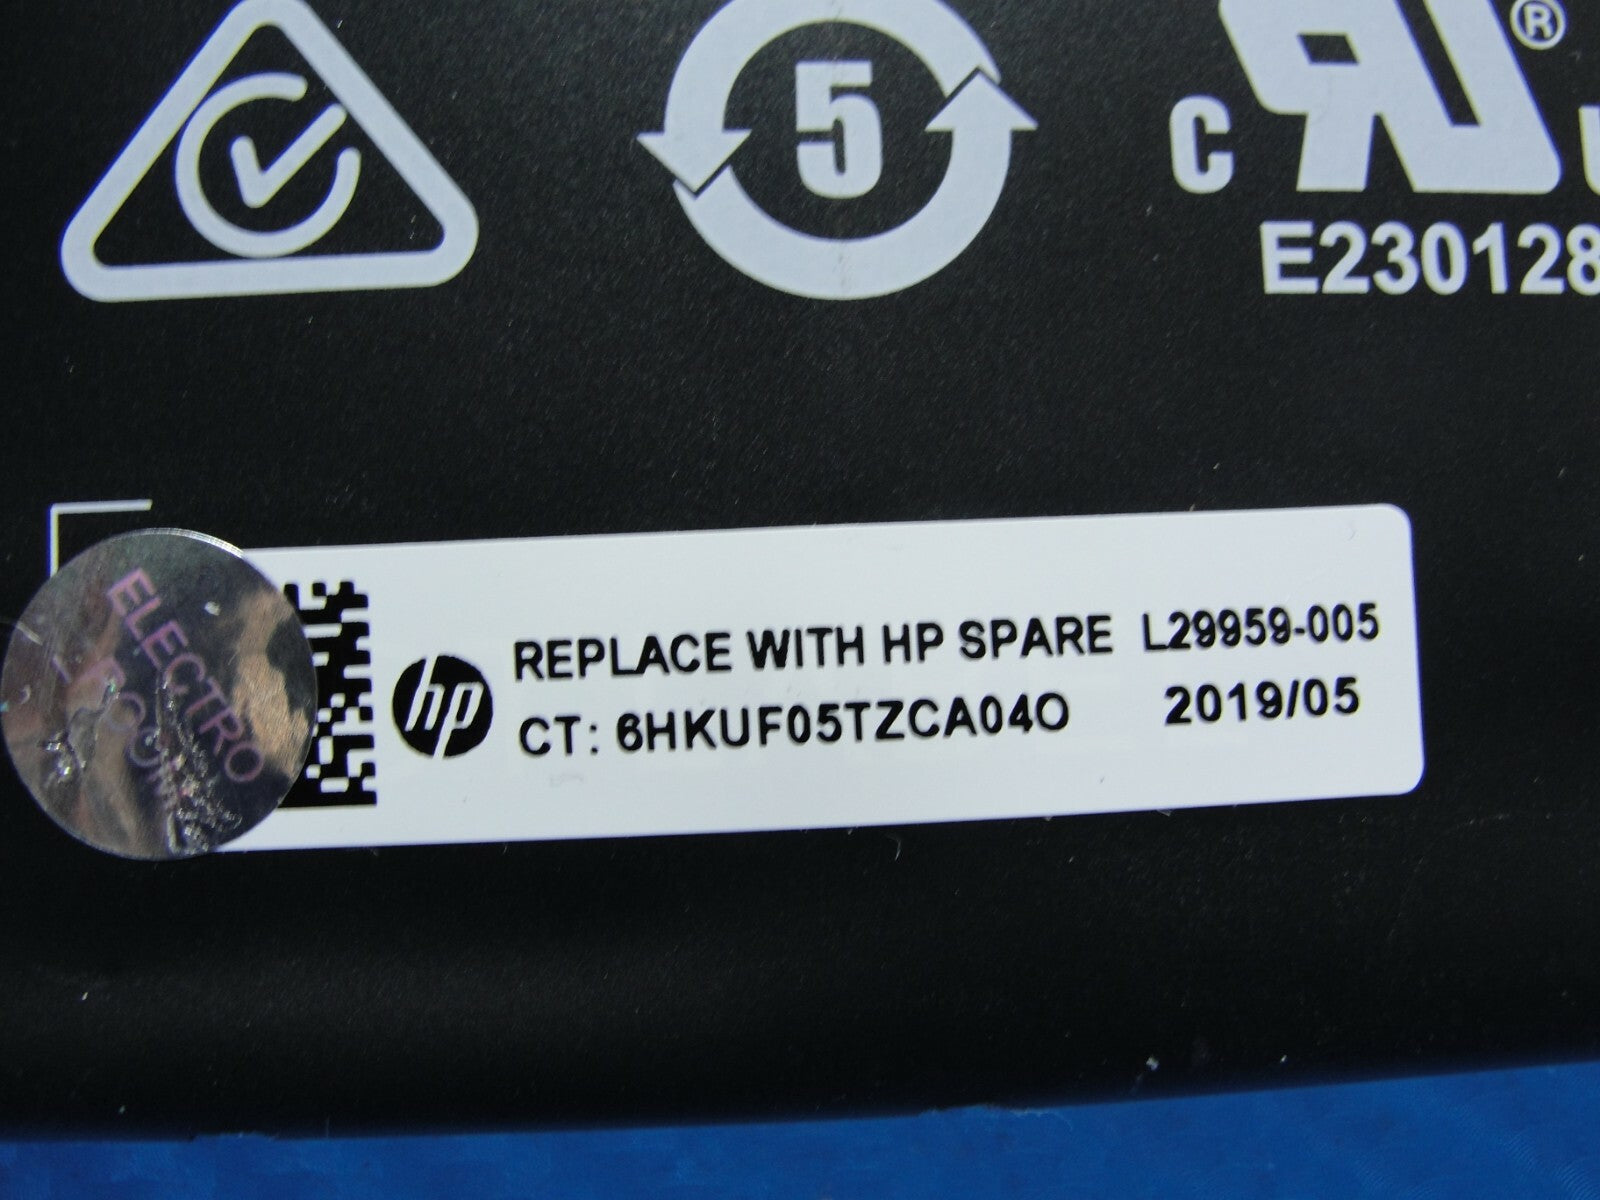 5
®
C
E230128
ELECTRO
hp
REPLACE WITH HP SPARE L29959-005
CT: 6HKUF05TZCA04O 2019/05